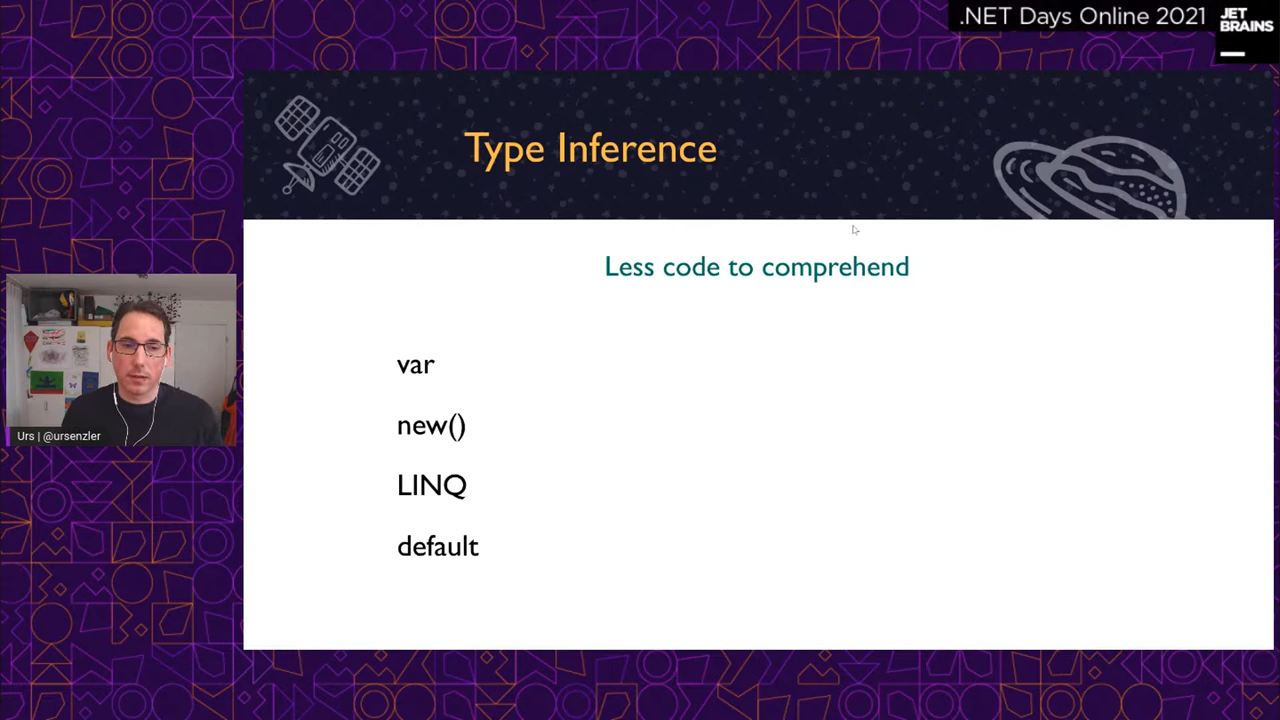 .NET Days Online 2021
JET
BRAINS
Type Inference
Less code to comprehend
var
new()
LINQ
default
Urs | @ursenzler